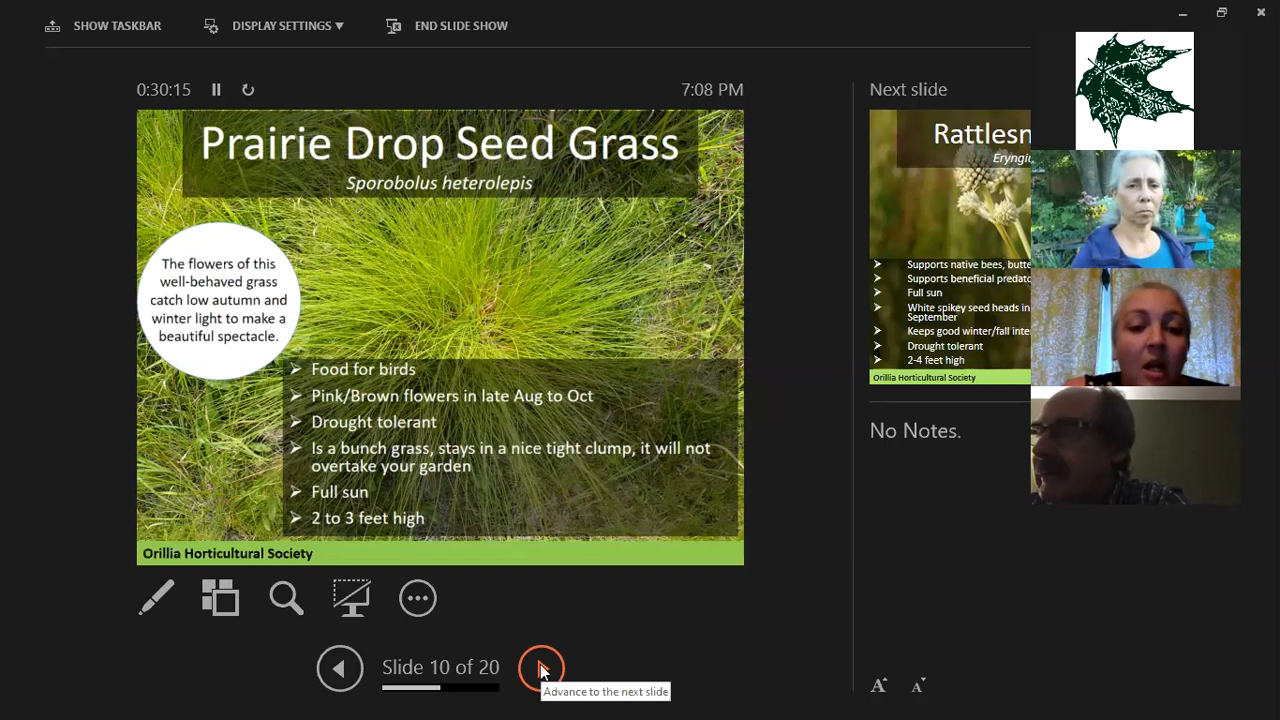 SHOW TASKBAR
DISPLAY SETTINGS ▼
END SLIDE SHOW
0:30:15
7:08 PM
Prairie Drop Seed Grass
Sporobolus heterolepis
The flowers of this
well-behaved grass
catch low autumn and
winter light to make a
beautiful spectacle.
➤ Food for birds
➤ Pink/Brown flowers in late Aug to Oct
➤ Drought tolerant
➤ Is a bunch grass, stays in a nice tight clump, it will not
overtake your garden
➤ Full sun
➤ 2 to 3 feet high
Orillia Horticultural Society
Slide 10 of 20
Advance to the next slide
Next slide
Rattlesn
Eryngiu
➤ Supports native bees, butte
➤ Supports beneficial predato
➤ Full sun
➤ White spikey seed heads in
September
➤ Keeps good winter/fall inte
➤ Drought tolerant
➤ 2-4 feet high
Orillia Horticultural Society
No Notes.
A A